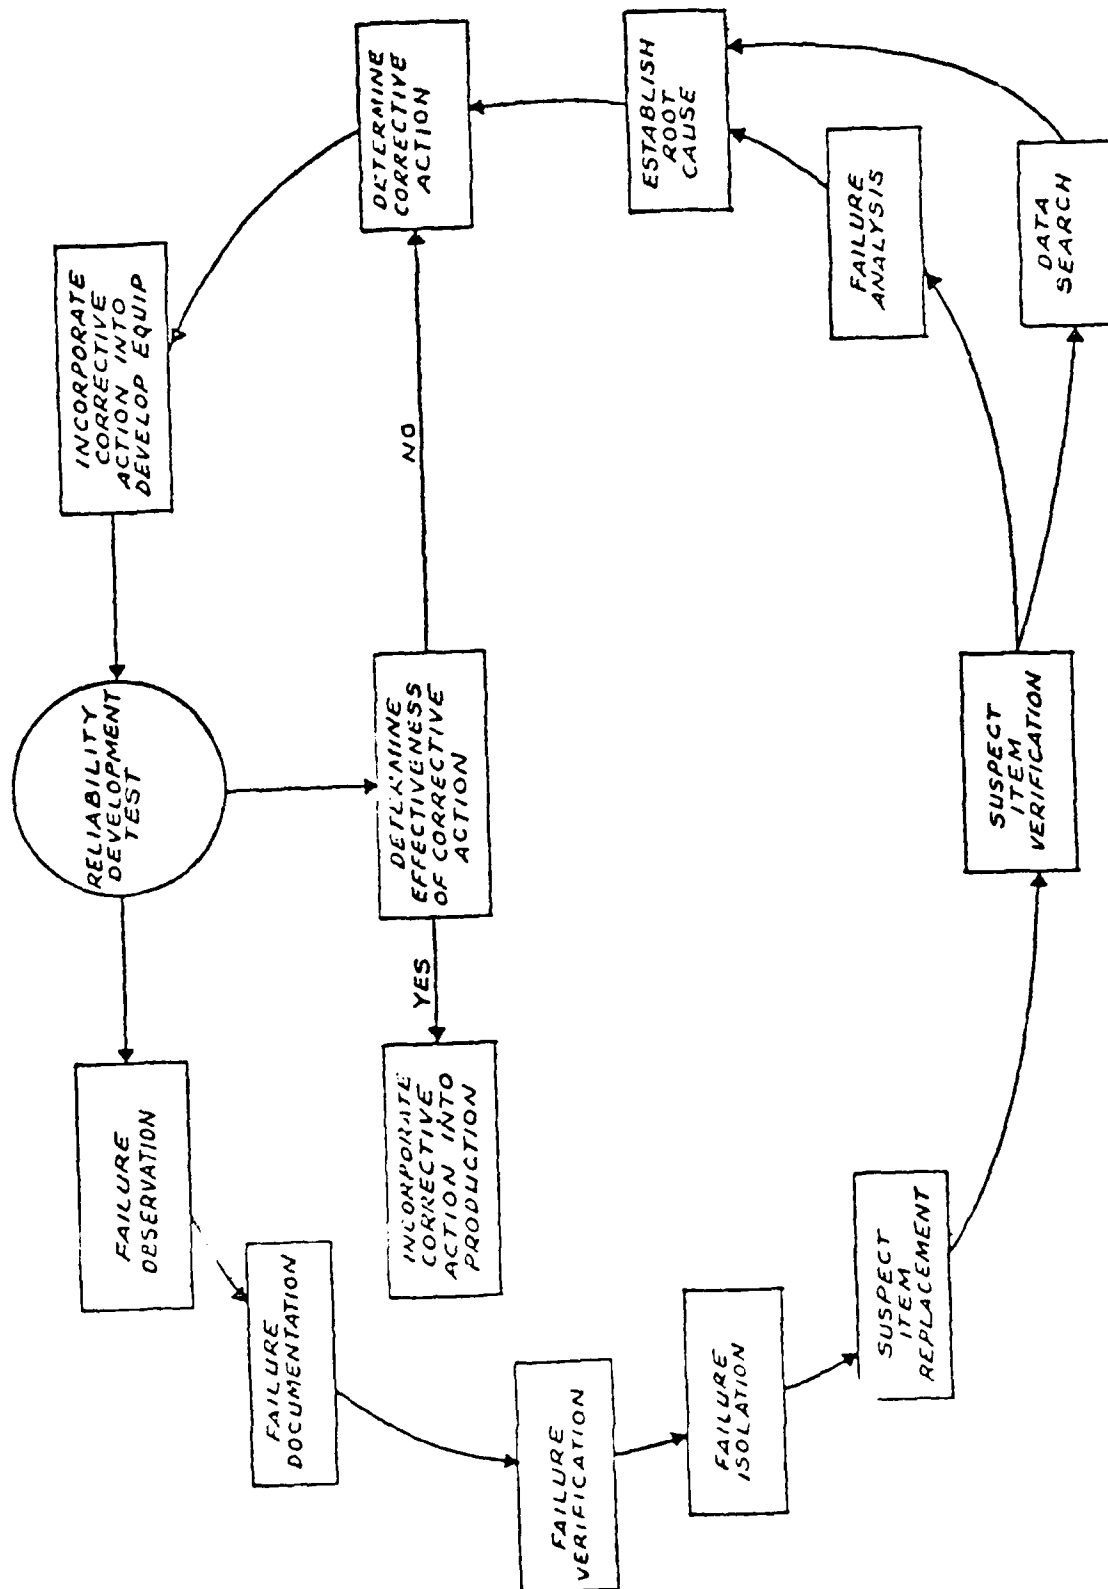 RELIABILITY
DEVELOPMENT
TEST
FAILURE
OBSERVATION
FAILURE
DOCUMENTATION
FAILURE
VERIFICATION
FAILURE
ISOLATION
SUSPECT
ITEM
REPLACEMENT
SUSPECT
ITEM
VERIFICATION
FAILURE
ANALYSIS
DATA
SEARCH
ESTABLISH
ROOT
CAUSE
DETERMINE
CORRECTIVE
ACTION
INCORPORATE
CORRECTIVE
ACTION INTO
DEVELOP EQUIP
DETERMINE
EFFECTIVENESS
OF CORRECTIVE
ACTION
NO
YES
INCORPORATE
CORRECTIVE
ACTION INTO
PRODUCTION